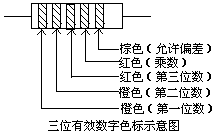 棕色(允许偏差)
红色(乘数)
红色(第三位数)
橙色(第二位数)
橙色(第一位数)
三位有效数字色标示意图